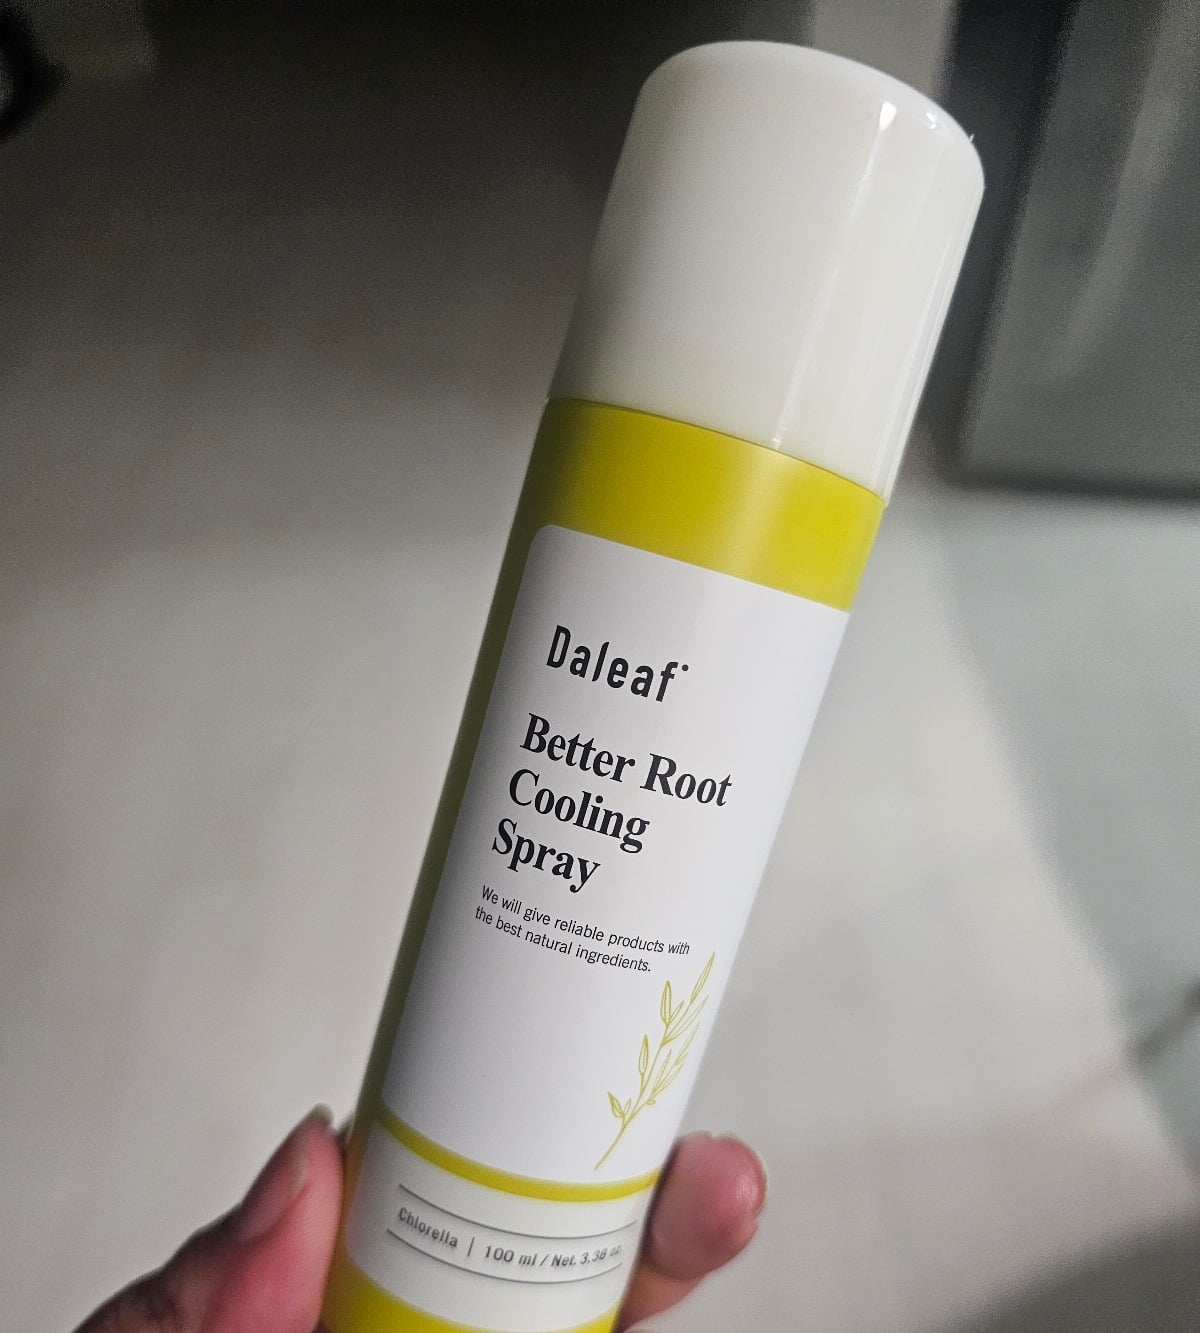 Daleaf
Better Root
Cooling
Spray
We will give reliable products with
the best natural ingredients.
Chlorella | 100 ml / Net. 3.38 oz.